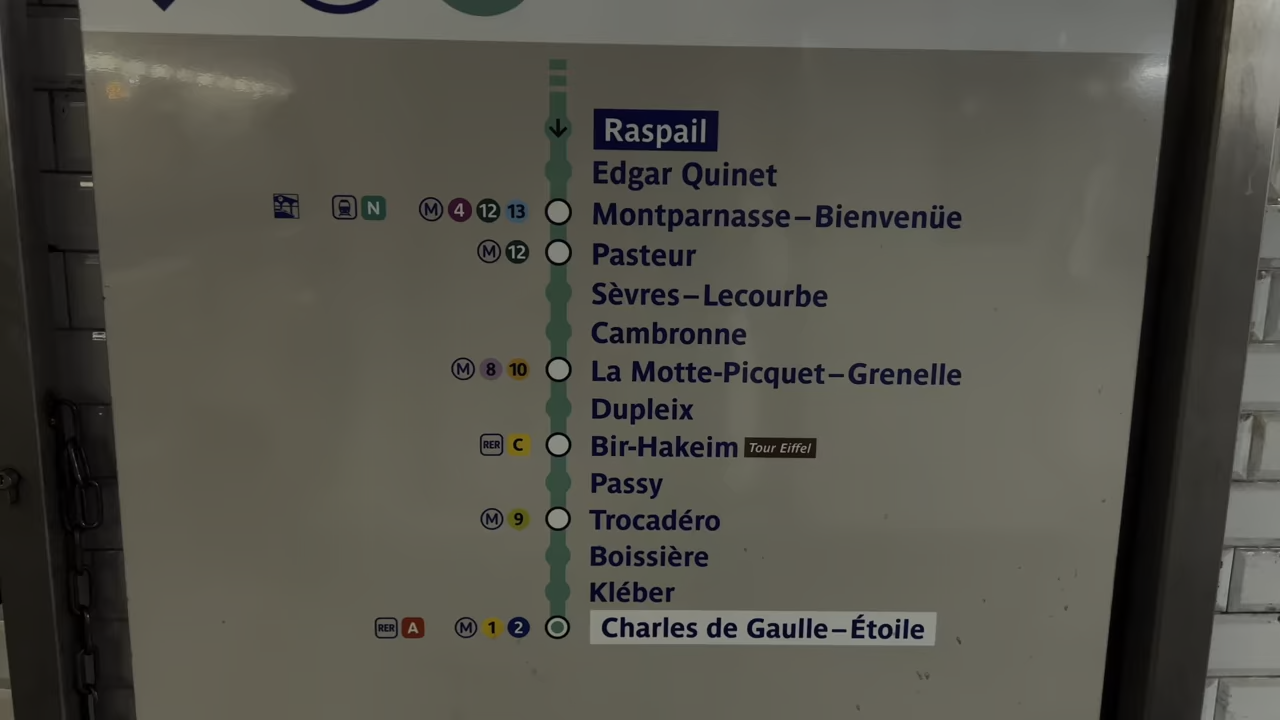 Raspail
Edgar Quinet
N M 4 12 13 Montparnasse–Bienvenüe
M 12 Pasteur
Sèvres–Lecourbe
Cambronne
M 8 10 La Motte-Picquet–Grenelle
Dupleix
RER C Bir-Hakeim Tour Eiffel
Passy
M 9 Trocadéro
Boissière
Kléber
RER A M 1 2 Charles de Gaulle–Étoile